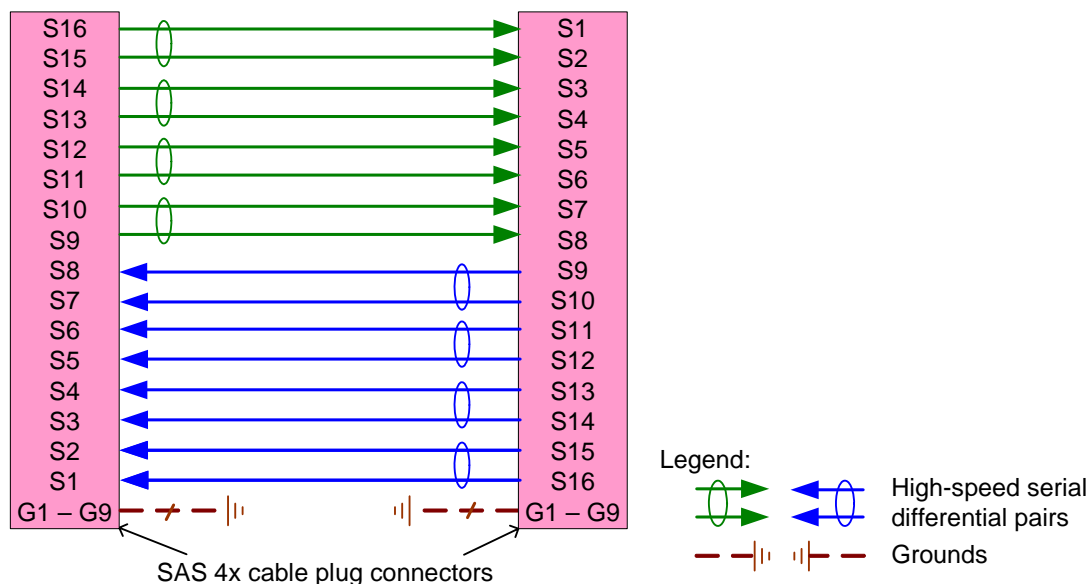 S16
S15
S14
S13
S12
S11
S10
S9
S8
S7
S6
S5
S4
S3
S2
S1
G1 – G9
S1
S2
S3
S4
S5
S6
S7
S8
S9
S10
S11
S12
S13
S14
S15
S16
G1 – G9
SAS 4x cable plug connectors
Legend:
High-speed serial
differential pairs
Grounds